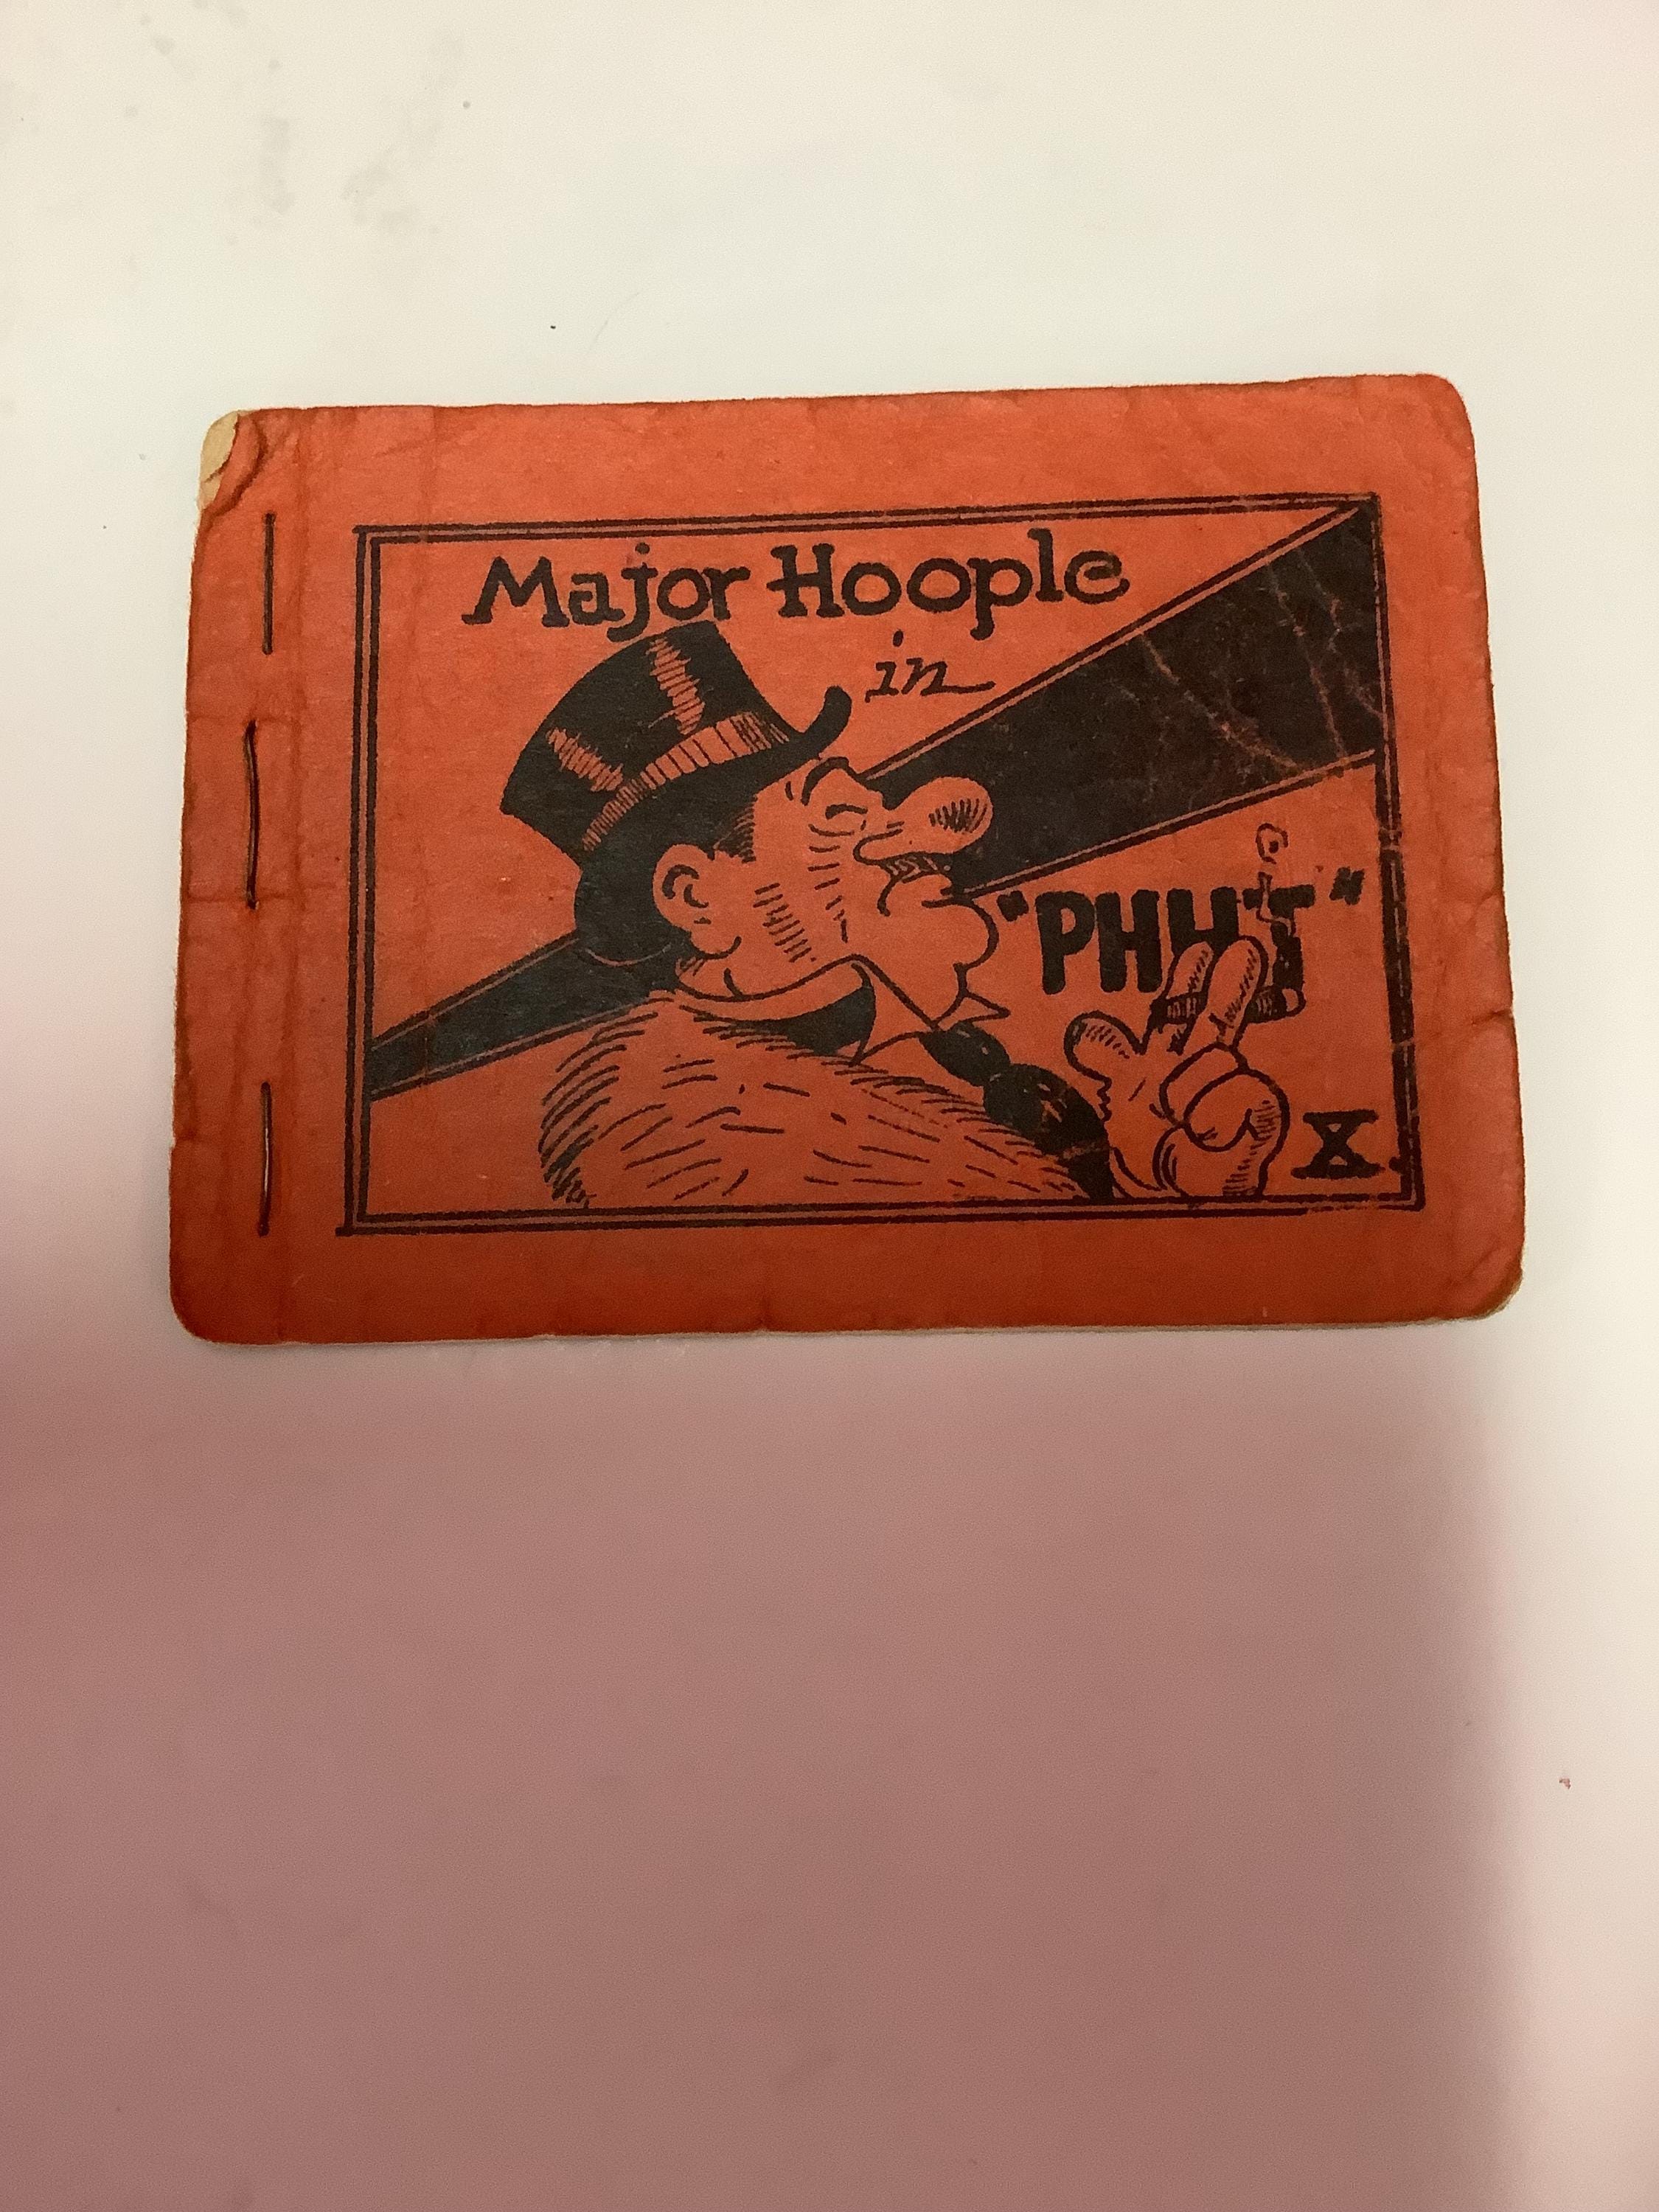 Major Hoople
in
"PHHT"
X